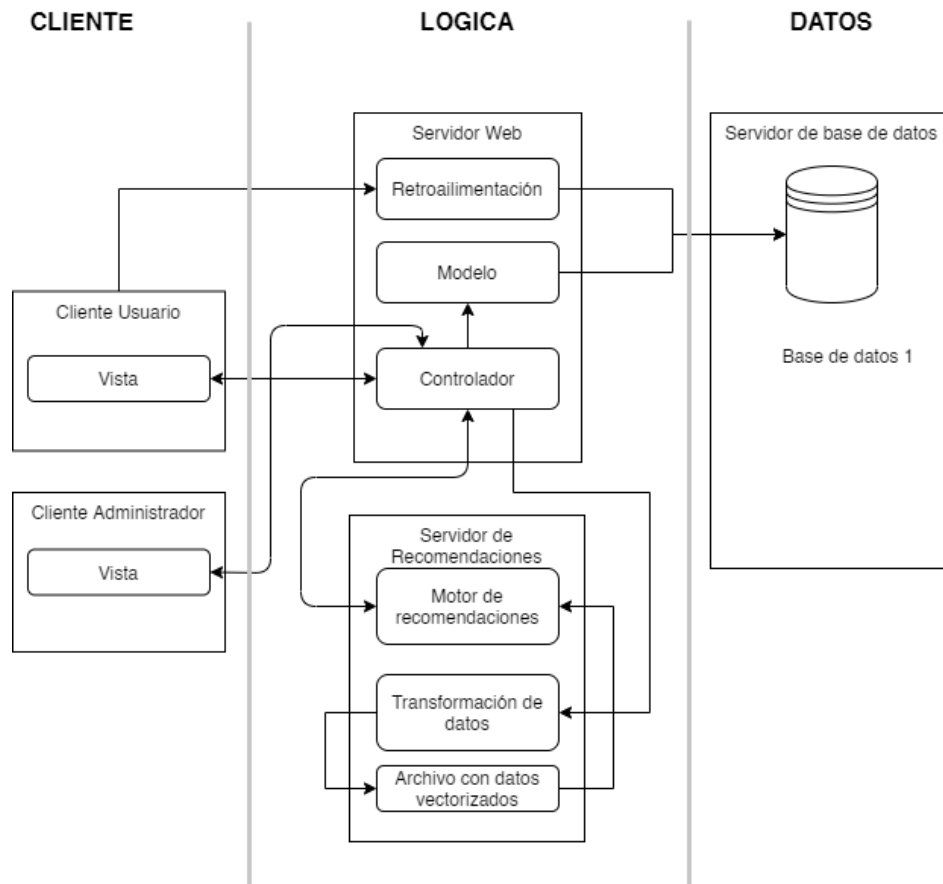 CLIENTE
LOGICA
DATOS
Servidor Web
Retroailimentación
Modelo
Controlador
Servidor de base de datos
Base de datos 1
Cliente Usuario
Vista
Cliente Administrador
Vista
Servidor de
Recomendaciones
Motor de
recomendaciones
Transformación de
datos
Archivo con datos
vectorizados